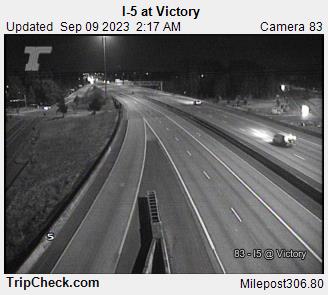 I-5 at Victory
Updated Sep 09 2023 2:17 AM Camera 83
T
5
83 - I5 @ Victory
TripCheck.com Milepost306.80